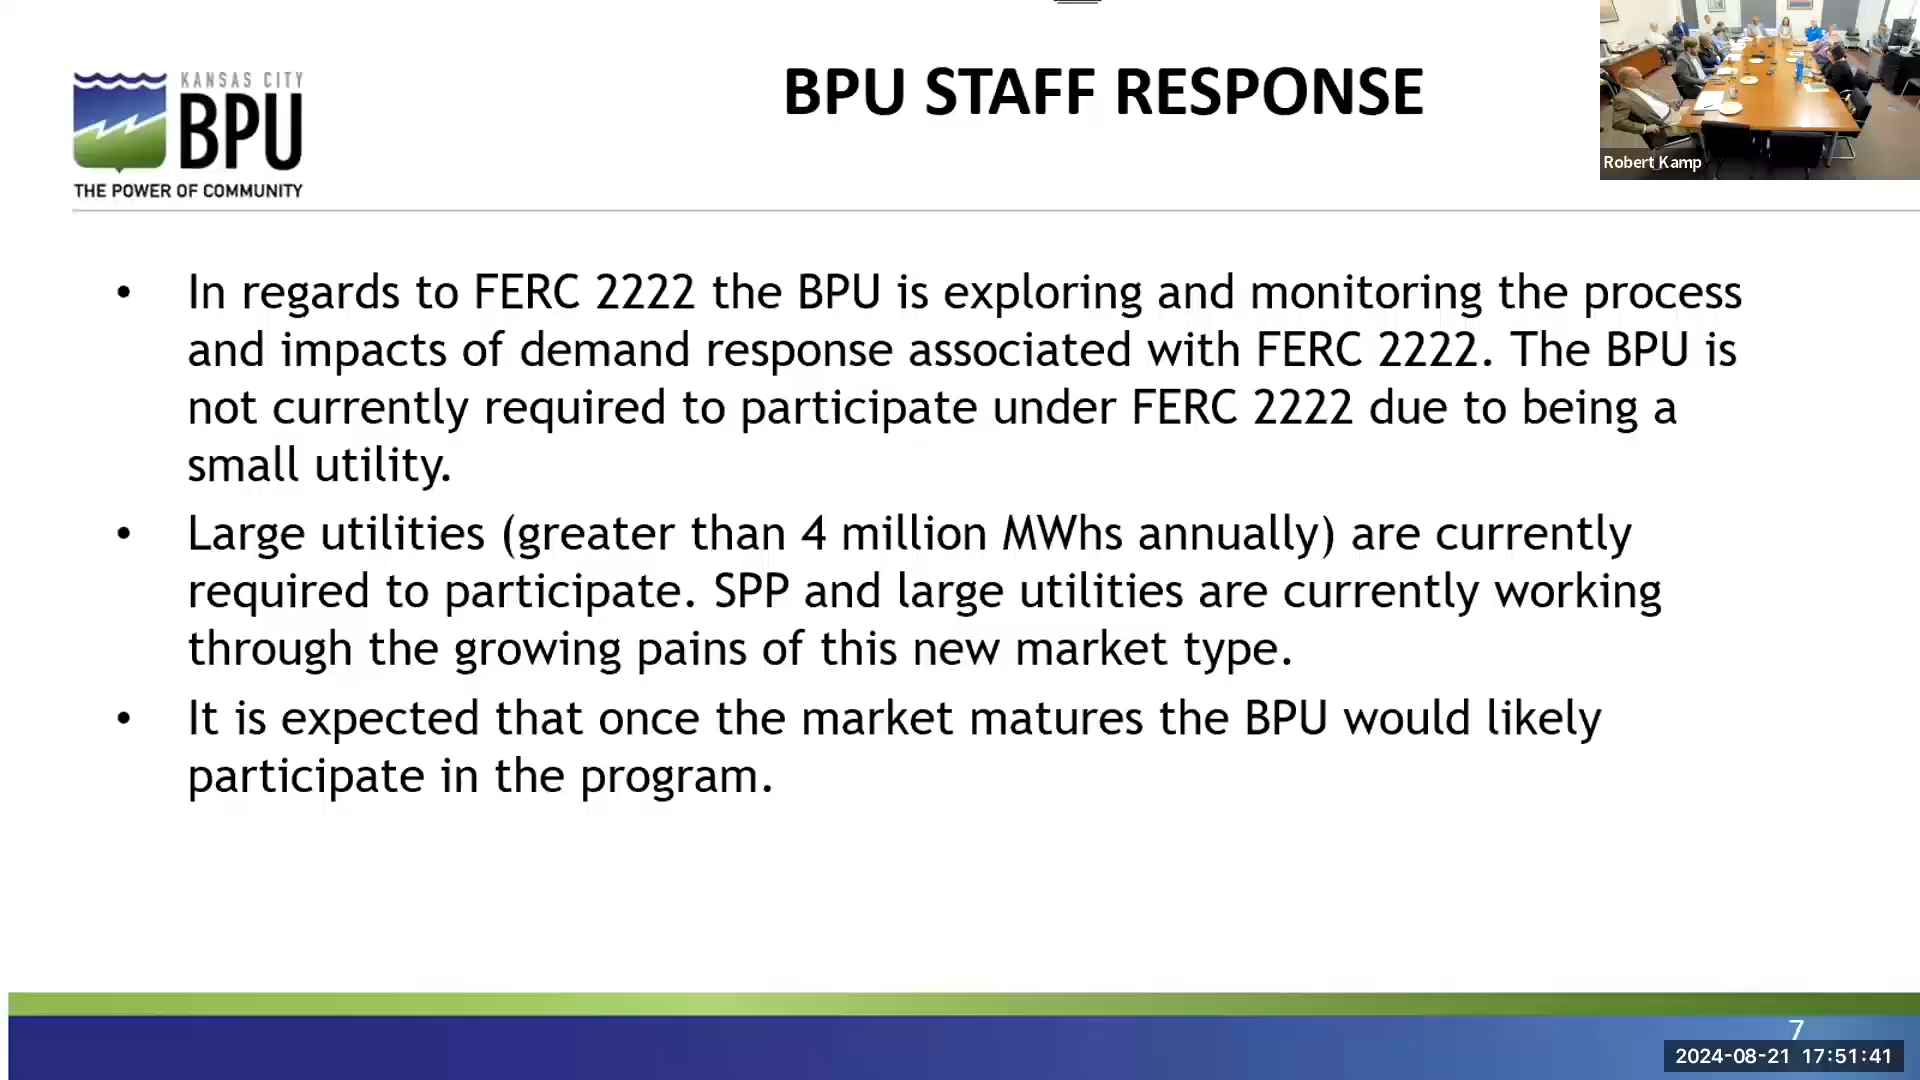 KANSAS CITY
BPU
THE POWER OF COMMUNITY
BPU STAFF RESPONSE
Robert Kamp
• In regards to FERC 2222 the BPU is exploring and monitoring the process
and impacts of demand response associated with FERC 2222. The BPU is
not currently required to participate under FERC 2222 due to being a
small utility.
• Large utilities (greater than 4 million MWhs annually) are currently
required to participate. SPP and large utilities are currently working
through the growing pains of this new market type.
• It is expected that once the market matures the BPU would likely
participate in the program.
7
2024-08-21 17:51:41